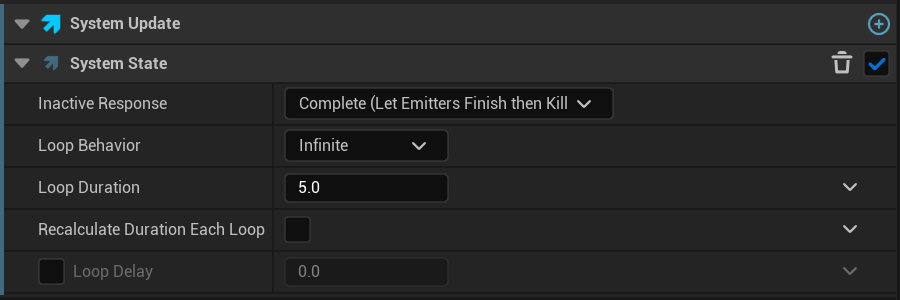 System Update
System State
Inactive Response Complete (Let Emitters Finish then Kill
Loop Behavior Infinite
Loop Duration 5.0
Recalculate Duration Each Loop
Loop Delay 0.0